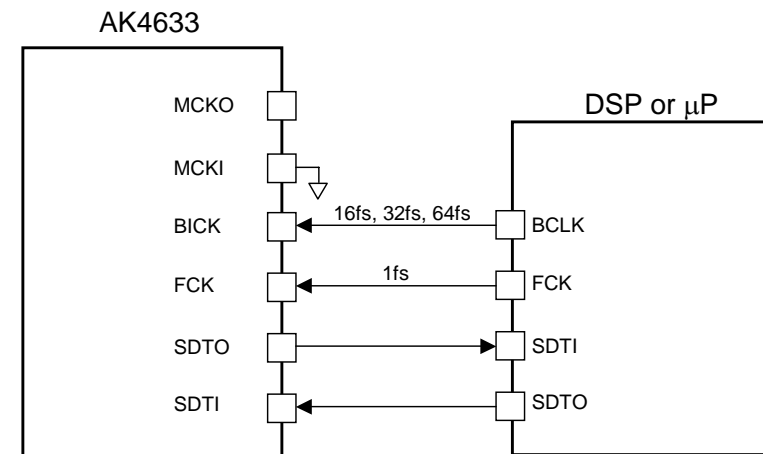 AK4633
DSP or μP
MCKO
MCKI
BICK
16fs, 32fs, 64fs
BCLK
FCK
1fs
FCK
SDTO
SDTI
SDTI
SDTO